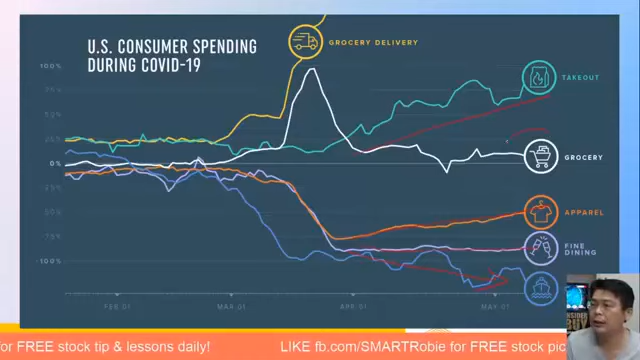 U.S. CONSUMER SPENDING
DURING COVID-19
GROCERY DELIVERY
100%
TAKEOUT
0%
GROCERY
APPAREL
FINE
DINING
-100%
FEB 01
MAR 01
APR 01
MAY 01
for FREE stock tip & lessons daily!
LIKE fb.com/SMARTRobie for FREE stock pic